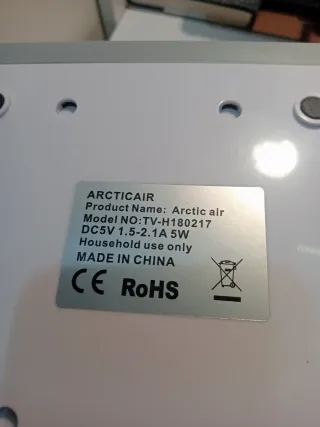 ARCTICAIR
Product Name: Arctic air
Model NO:TV-H180217
DC5V 1.5-2.1A 5W
Household use only
MADE IN CHINA
CE RoHS